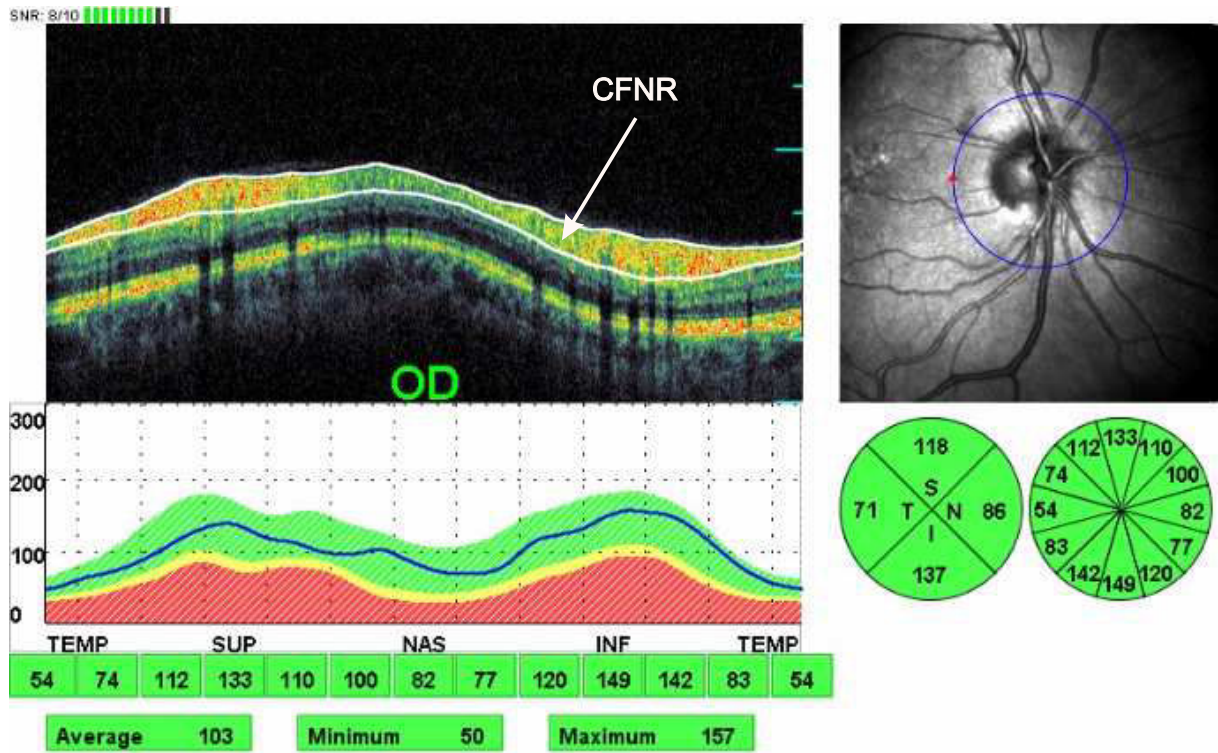 SNR: 8/10
CFNR
OD
300
200
100
0
TEMP SUP NAS INF TEMP
54 74 112 133 110 100 82 77 120 149 142 83 54
Average 103 Minimum 50 Maximum 157
118
S
71 T N 86
I
137
133
112 110
74 100
54 82
83 77
142 120
149